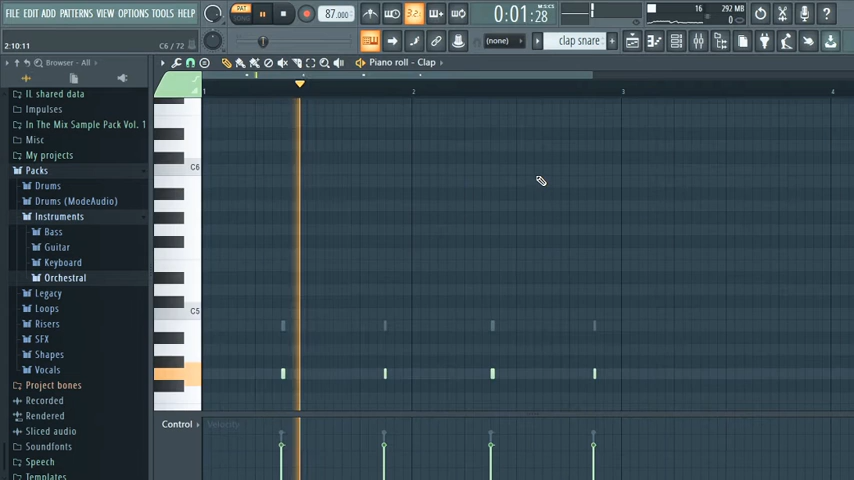 FILE EDIT ADD PATTERNS VIEW OPTIONS TOOLS HELP
PAT
SONG
87.000
32
0:01:28
M:S:CS
16
292 MB
0
2:10:11
C6 / 72
(none)
clap snare
Browser - All
Piano roll - Clap
IL shared data
Impulses
In The Mix Sample Pack Vol. 1
Misc
My projects
Packs
Drums
Drums (ModeAudio)
Instruments
Bass
Guitar
Keyboard
Orchestral
Legacy
Loops
Risers
SFX
Shapes
Vocals
Project bones
Recorded
Rendered
Sliced audio
Soundfonts
Speech
Templates
1
2
3
4
C6
C5
Control
Velocity